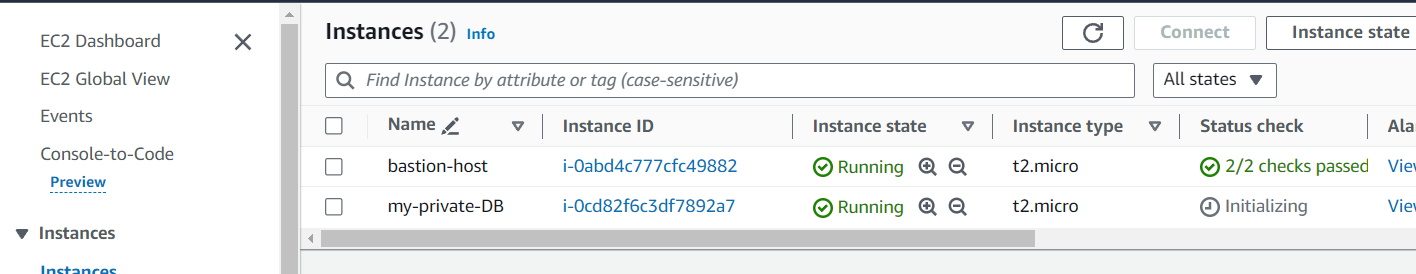 EC2 Dashboard
EC2 Global View
Events
Console-to-Code
Preview
Instances
Instances
Instances (2) Info
Connect
Instance state
Find Instance by attribute or tag (case-sensitive)
All states
Name Instance ID Instance state Instance type Status check Ala
bastion-host i-0abd4c777cfc49882 Running t2.micro 2/2 checks passed View
my-private-DB i-0cd82f6c3df7892a7 Running t2.micro Initializing View